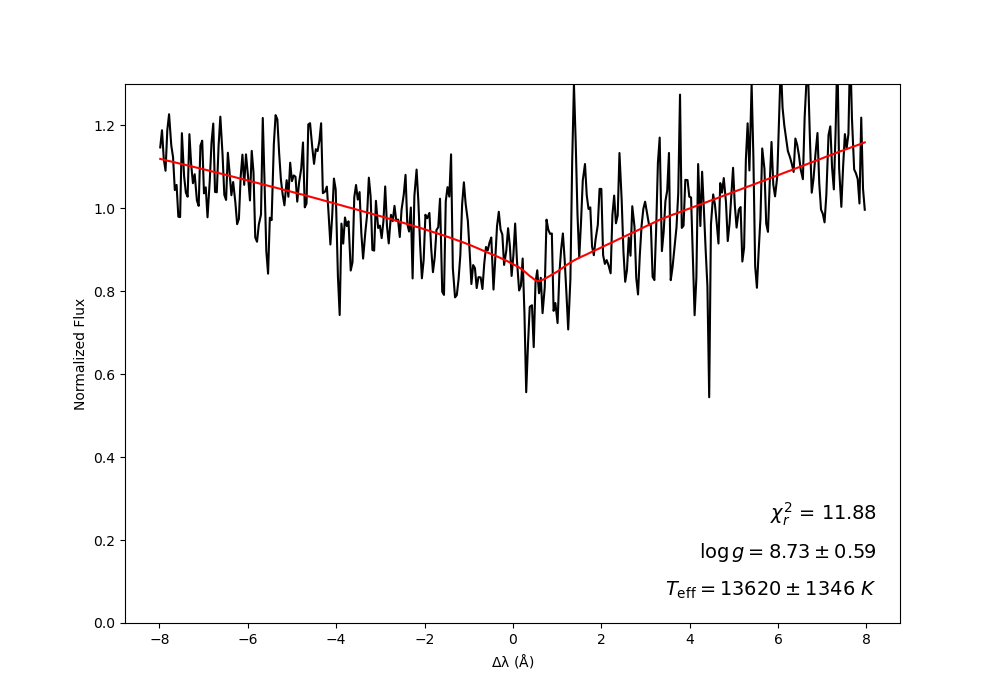 1.2
1.0
0.8
0.6
0.4
0.2
0.0
Normalized Flux
χ²ᵣ = 11.88
log g = 8.73 ± 0.59
T_eff = 13620 ± 1346 K
−8 −6 −4 −2 0 2 4 6 8
Δλ (Å)